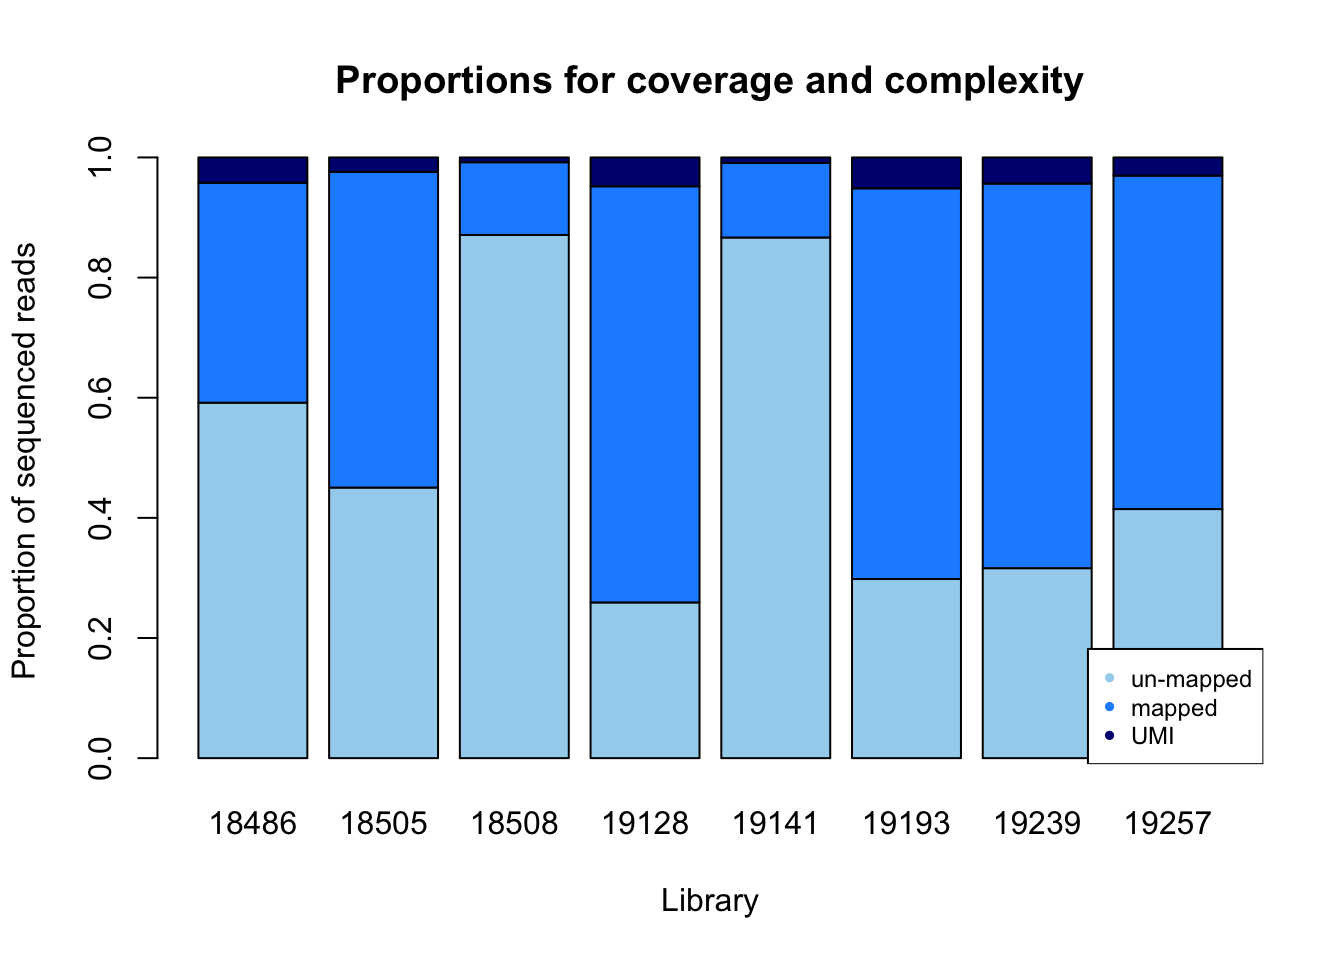 Proportions for coverage and complexity
Proportion of sequenced reads
1.0
0.8
0.6
0.4
0.2
0.0
un-mapped
mapped
UMI
18486 18505 18508 19128 19141 19193 19239 19257
Library